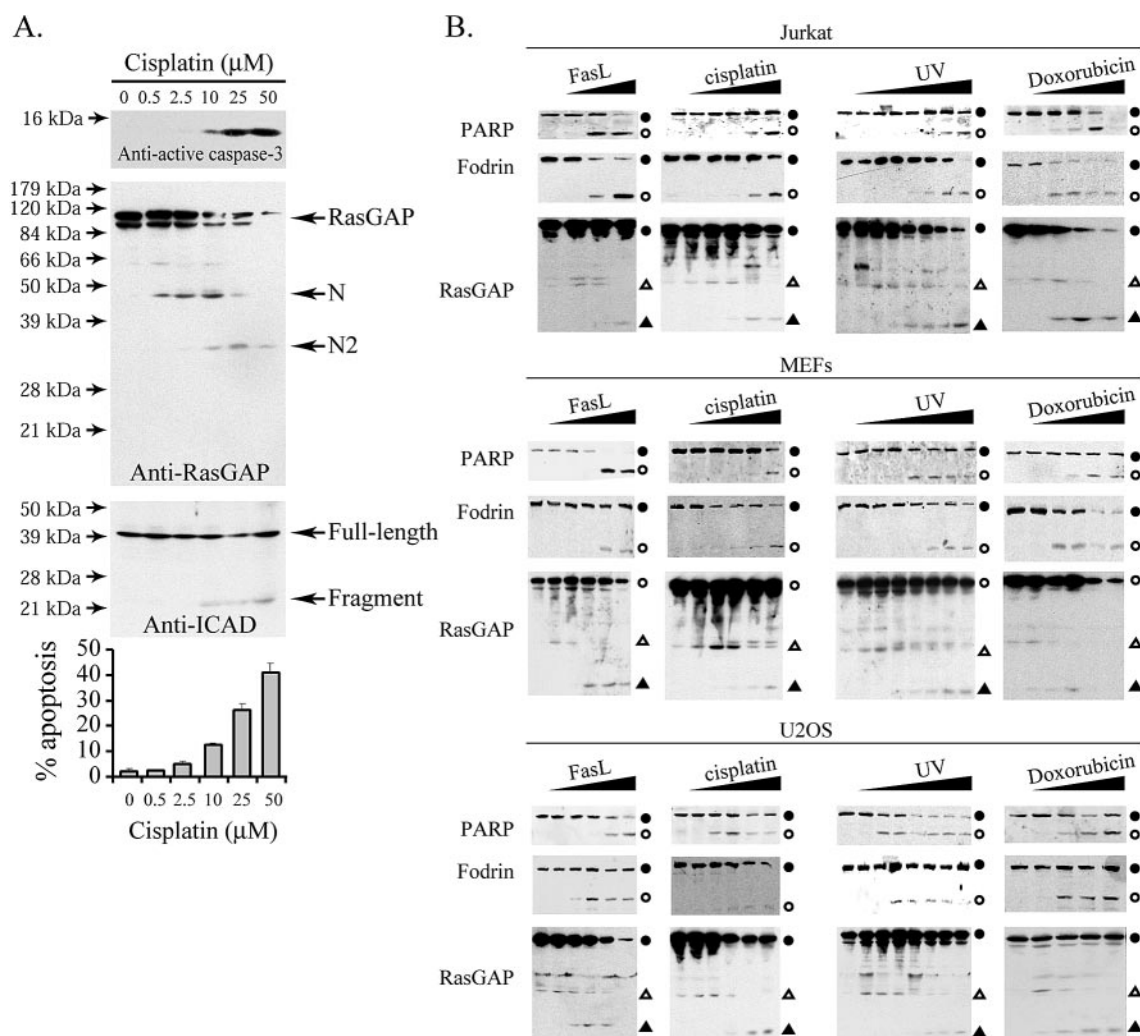 A.
Cisplatin (µM)
0 0.5 2.5 10 25 50
16 kDa
Anti-active caspase-3
179 kDa
120 kDa
RasGAP
84 kDa
66 kDa
50 kDa
N
39 kDa
N2
28 kDa
21 kDa
Anti-RasGAP
50 kDa
Full-length
39 kDa
28 kDa
Fragment
21 kDa
Anti-ICAD
% apoptosis
50
40
30
20
10
0
0 0.5 2.5 10 25 50
Cisplatin (µM)
B.
Jurkat
FasL cisplatin UV Doxorubicin
PARP
Fodrin
RasGAP
MEFs
FasL cisplatin UV Doxorubicin
PARP
Fodrin
RasGAP
U2OS
FasL cisplatin UV Doxorubicin
PARP
Fodrin
RasGAP